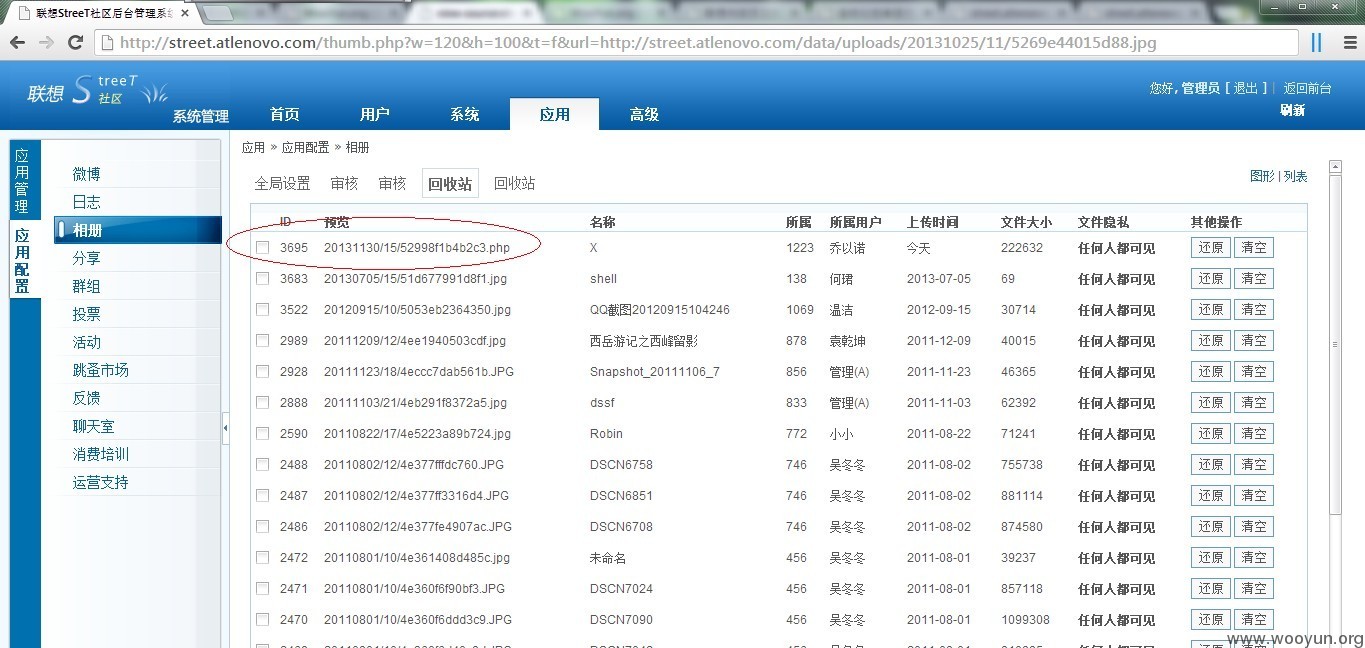 联想StreeT社区后台管理系
http://street.atlenovo.com/thumb.php?w=120&h=100&t=f&url=http://street.atlenovo.com/data/uploads/20131025/11/5269e44015d88.jpg
联想 StreeT 社区 系统管理
首页 用户 系统 应用 高级
您好,管理员 [ 退出 ] | 返回前台
刷新
应用管理
应用配置
微博
日志
相册
分享
群组
投票
活动
跳蚤市场
反馈
聊天室
消费培训
运营支持
应用 » 应用配置 » 相册
全局设置 审核 审核 回收站 回收站
图形 | 列表
ID 预览 名称 所属 所属用户 上传时间 文件大小 文件隐私 其他操作
3695 20131130/15/52998f1b4b2c3.php X 1223 乔以诺 今天 222632 任何人都可见 还原 清空
3683 20130705/15/51d677991d8f1.jpg shell 138 何珺 2013-07-05 69 任何人都可见 还原 清空
3522 20120915/10/5053eb2364350.jpg QQ截图20120915104246 1069 温洁 2012-09-15 30714 任何人都可见 还原 清空
2989 20111209/12/4ee1940503cdf.jpg 西岳游记之西峰留影 878 袁乾坤 2011-12-09 40015 任何人都可见 还原 清空
2928 20111123/18/4eccc7dab561b.JPG Snapshot_20111106_7 856 管理(A) 2011-11-23 46365 任何人都可见 还原 清空
2888 20111103/21/4eb291f8372a5.jpg dssf 833 管理(A) 2011-11-03 62392 任何人都可见 还原 清空
2590 20110822/17/4e5223a89b724.jpg Robin 772 小小 2011-08-22 71241 任何人都可见 还原 清空
2488 20110802/12/4e377fffdc760.JPG DSCN6758 746 吴冬冬 2011-08-02 755738 任何人都可见 还原 清空
2487 20110802/12/4e377ff3316d4.JPG DSCN6851 746 吴冬冬 2011-08-02 881114 任何人都可见 还原 清空
2486 20110802/12/4e377fe4907ac.JPG DSCN6708 746 吴冬冬 2011-08-02 874580 任何人都可见 还原 清空
2472 20110801/10/4e361408d485c.jpg 未命名 456 吴冬冬 2011-08-01 39237 任何人都可见 还原 清空
2471 20110801/10/4e360f6f90bf3.JPG DSCN7024 456 吴冬冬 2011-08-01 857118 任何人都可见 还原 清空
2470 20110801/10/4e360f6ddd3c9.JPG DSCN7090 456 吴冬冬 2011-08-01 1099308 任何人都可见 还原 清空
www.wooyun.org